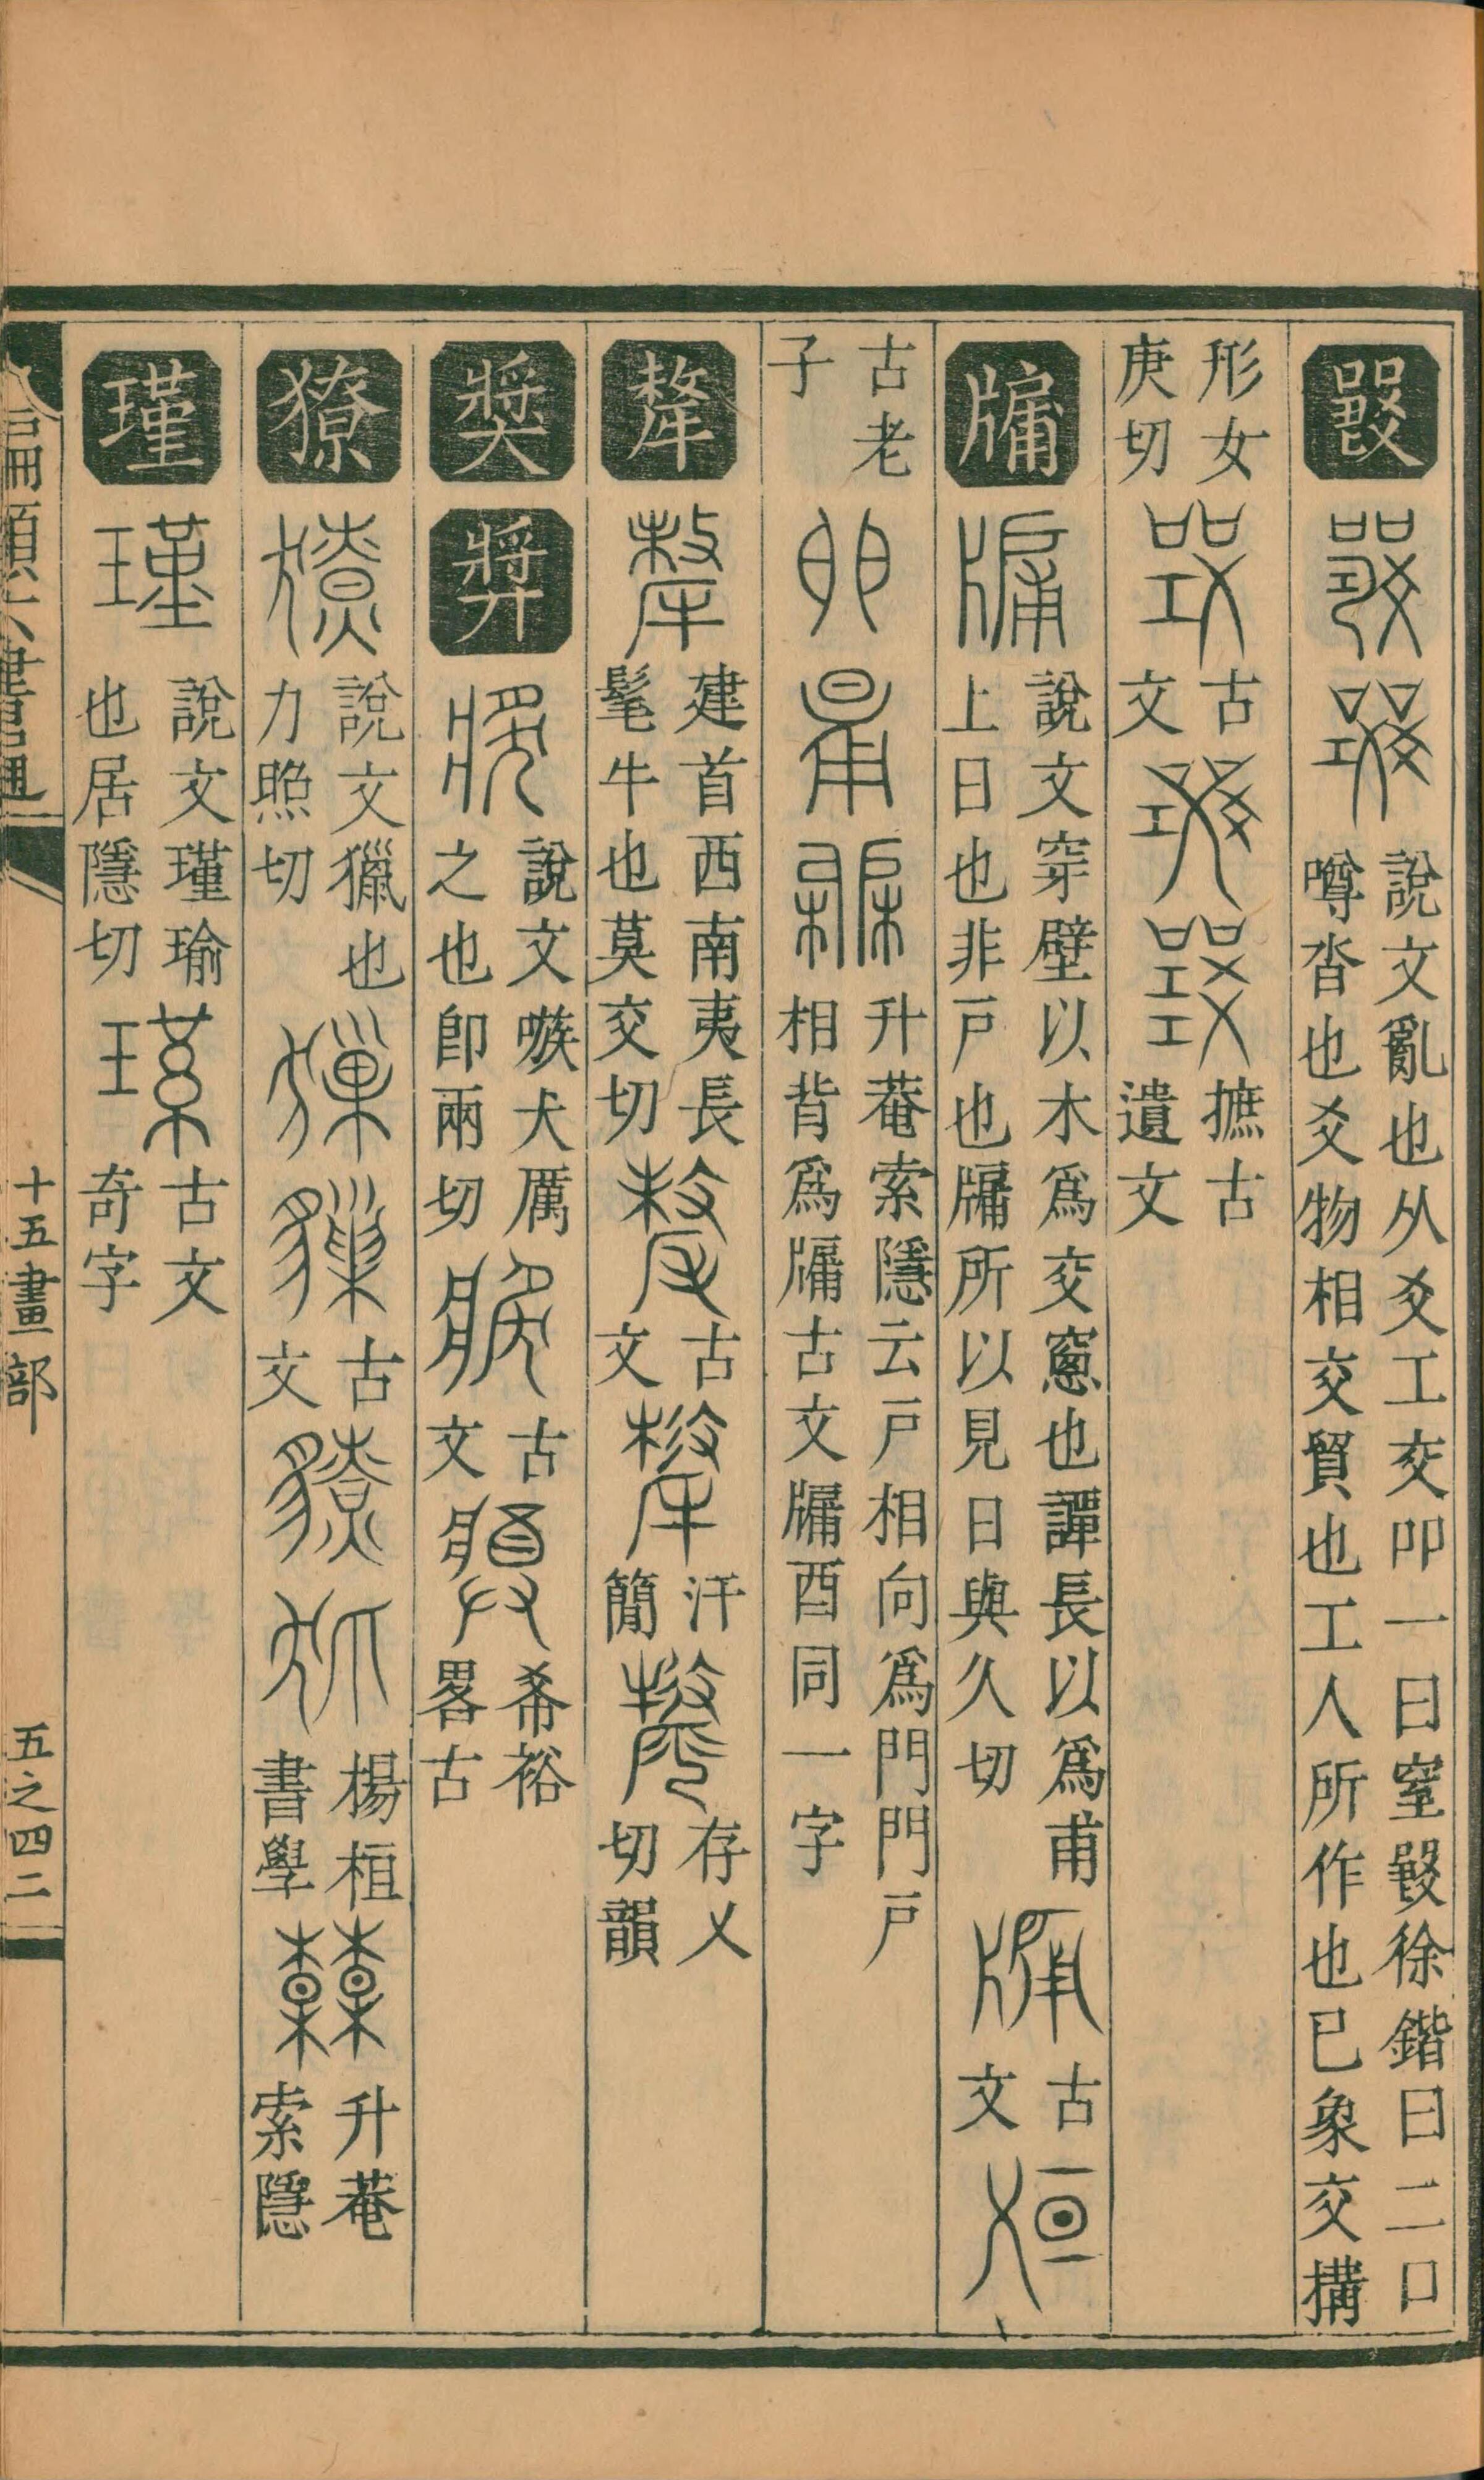 說文亂也从爻工交吅一曰窒𤕦徐鍇曰二口
噂沓也爻物相交貿也工人所作也已象交構
形女
庚切
古
文
摭古
遺文
牖
說文穿壁以木爲交窻也譚長以爲甫
上日也非戶也牖所以見日與久切
古
文
古老
子
升菴索隱云戶相向爲門門戶
相背爲牖古文牖酉同一字
犛
建首西南夷長
髦牛也莫交切
古
文
汗
簡
存乂
切韻
獎
奬
說文嗾犬厲
之也卽兩切
古
文
希裕
畧古
獠
說文獵也
力照切
古
文
楊桓
書學
升菴
索隱
瑾
說文瑾瑜
也居隱切
古文
奇字
十五畫部
五之四二